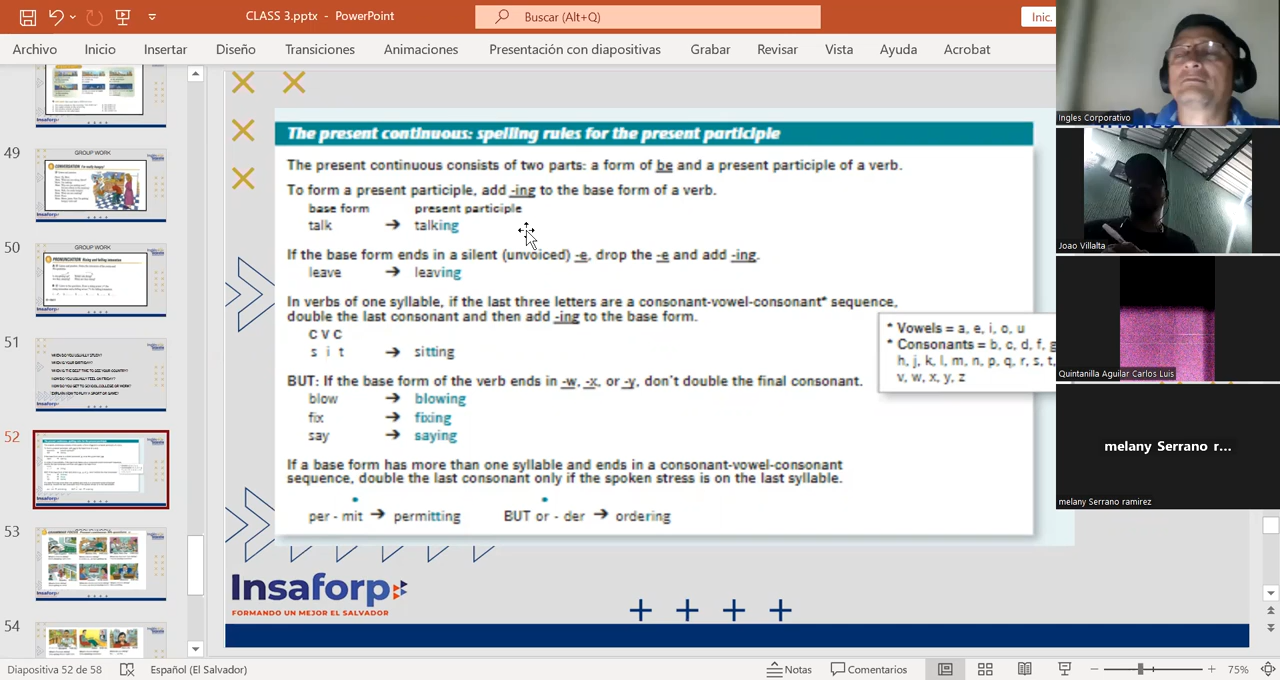 CLASS 3.pptx - PowerPoint
Buscar (Alt+Q)
Inic.
Archivo Inicio Insertar Diseño Transiciones Animaciones Presentación con diapositivas Grabar Revisar Vista Ayuda Acrobat
49
GROUP WORK
50
GROUP WORK
51
52
53
54
The present continuous: spelling rules for the present participle
The present continuous consists of two parts: a form of be and a present participle of a verb.
To form a present participle, add -ing to the base form of a verb.
base form present participle
talk → talking
If the base form ends in a silent (unvoiced) -e, drop the -e and add -ing.
leave → leaving
In verbs of one syllable, if the last three letters are a consonant-vowel-consonant* sequence,
double the last consonant and then add -ing to the base form.
C V C
s i t → sitting
* Vowels = a, e, i, o, u
* Consonants = b, c, d, f, g
h, j, k, l, m, n, p, q, r, s, t,
v, w, x, y, z
BUT: If the base form of the verb ends in -w, -x, or -y, don't double the final consonant.
blow → blowing
fix → fixing
say → saying
If a base form has more than one syllable and ends in a consonant-vowel-consonant
sequence, double the last consonant only if the spoken stress is on the last syllable.
per - mit → permitting BUT or - der → ordering
Insaforp
FORMANDO UN MEJOR EL SALVADOR
Ingles Corporativo
Joao Villalta
Quintanilla Aguilar Carlos Luis
melany Serrano r...
melany Serrano ramirez
Diapositiva 52 de 58 Español (El Salvador) Notas Comentarios 75%